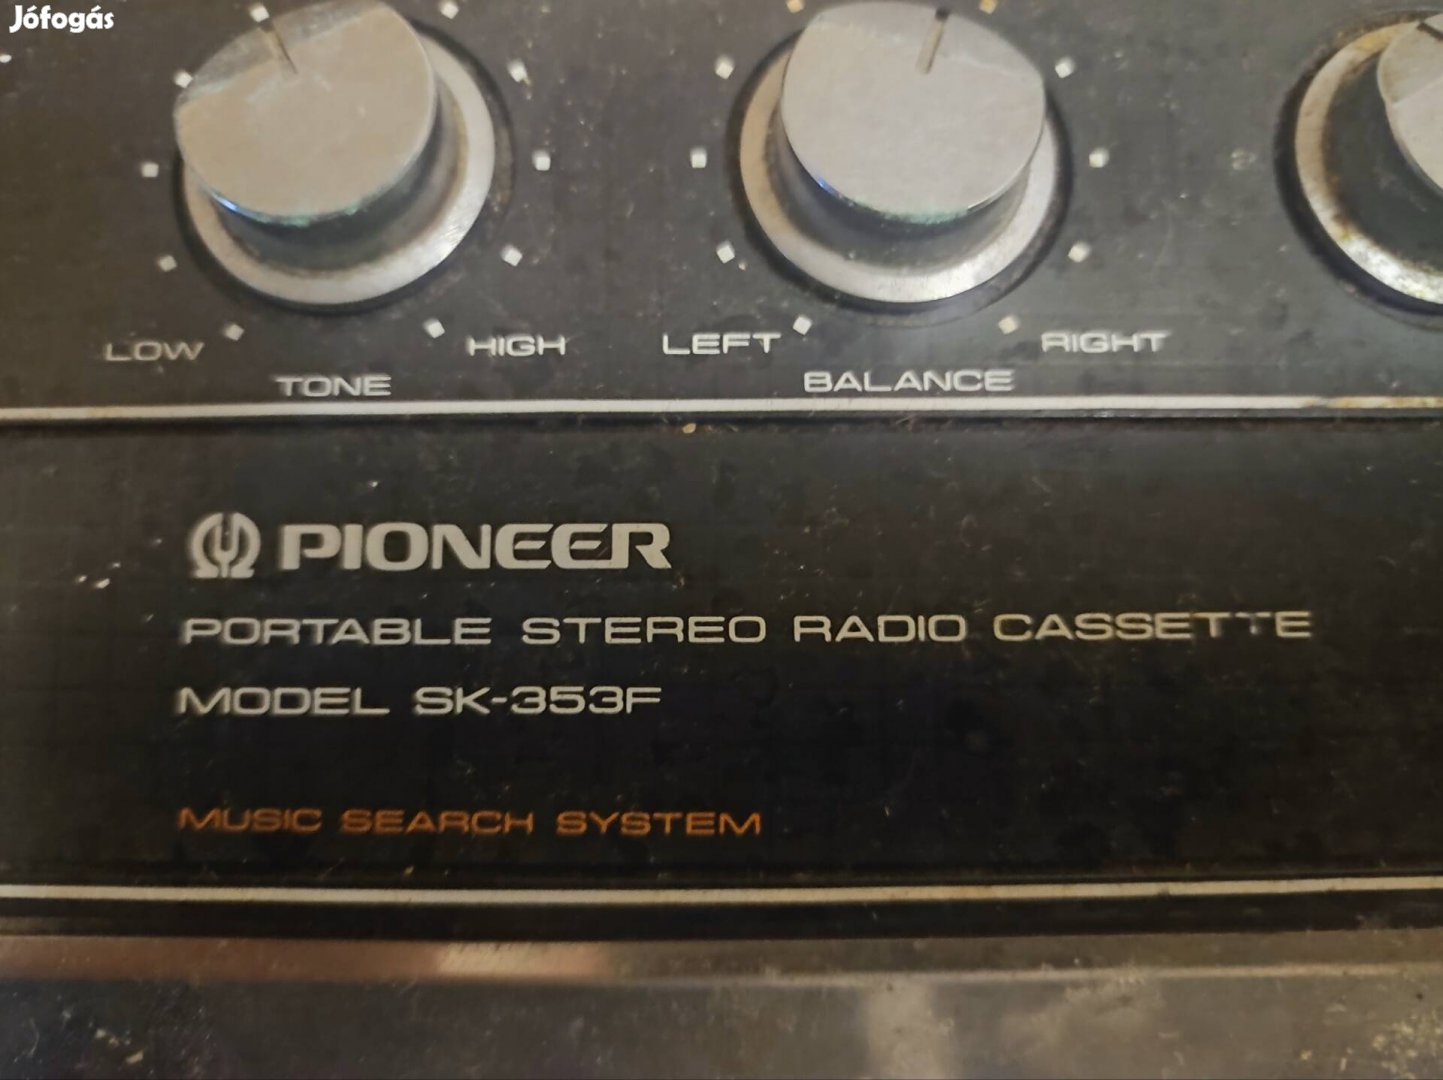 Jófogás
LOW HIGH LEFT RIGHT
TONE BALANCE
PIONEER
PORTABLE STEREO RADIO CASSETTE
MODEL SK-353F
MUSIC SEARCH SYSTEM